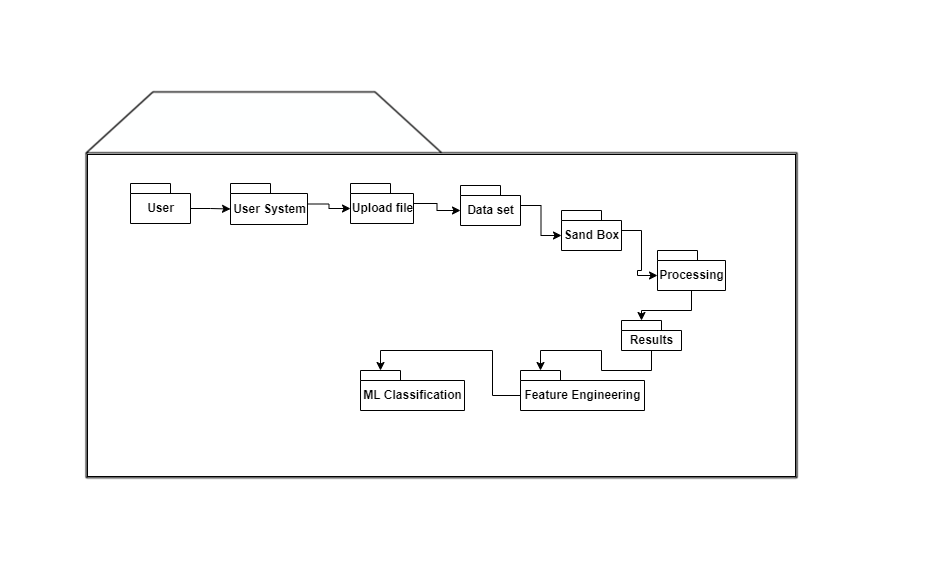 User
User System
Upload file
Data set
Sand Box
Processing
Results
Feature Engineering
ML Classification